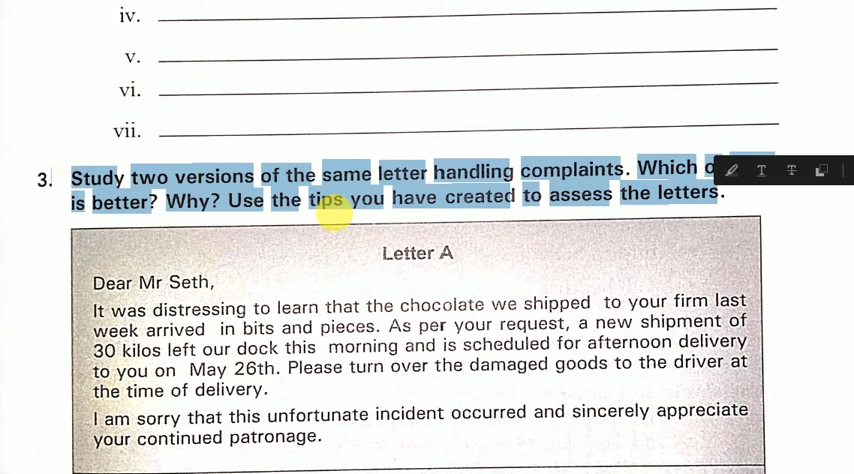 iv.
v.
vi.
vii.
3. Study two versions of the same letter handling complaints. Which
is better? Why? Use the tips you have created to assess the letters.
Letter A
Dear Mr Seth,
It was distressing to learn that the chocolate we shipped to your firm last
week arrived in bits and pieces. As per your request, a new shipment of
30 kilos left our dock this morning and is scheduled for afternoon delivery
to you on May 26th. Please turn over the damaged goods to the driver at
the time of delivery.
I am sorry that this unfortunate incident occurred and sincerely appreciate
your continued patronage.